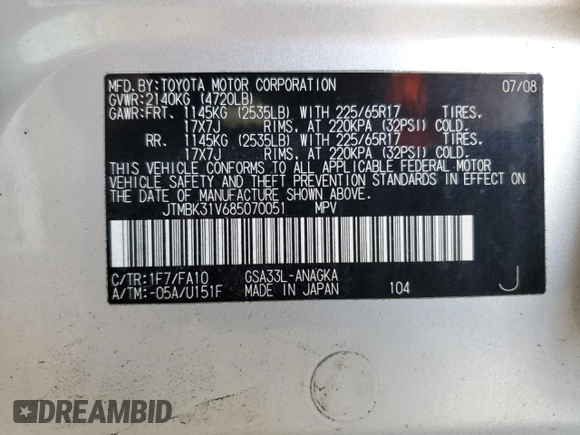 MFD.BY:TOYOTA MOTOR CORPORATION 07/08
GVWR:2140KG (4720LB)
GAWR:FRT. 1145KG (2535LB) WITH 225/65R17 TIRES,
17X7J RIMS, AT 220KPA (32PSI) COLD.
RR. 1145KG (2535LB) WITH 225/65R17 TIRES,
17X7J RIMS, AT 220KPA (32PSI) COLD.
THIS VEHICLE CONFORMS TO ALL APPLICABLE FEDERAL MOTOR
VEHICLE SAFETY AND THEFT PREVENTION STANDARDS IN EFFECT ON
THE DATE OF MANUFACTURE SHOWN ABOVE.
JTMBK31V685070051 MPV
C/TR:1F7/FA10 GSA33L-ANAGKA
A/TM:-05A/U151F MADE IN JAPAN 104 J
DREAMBID